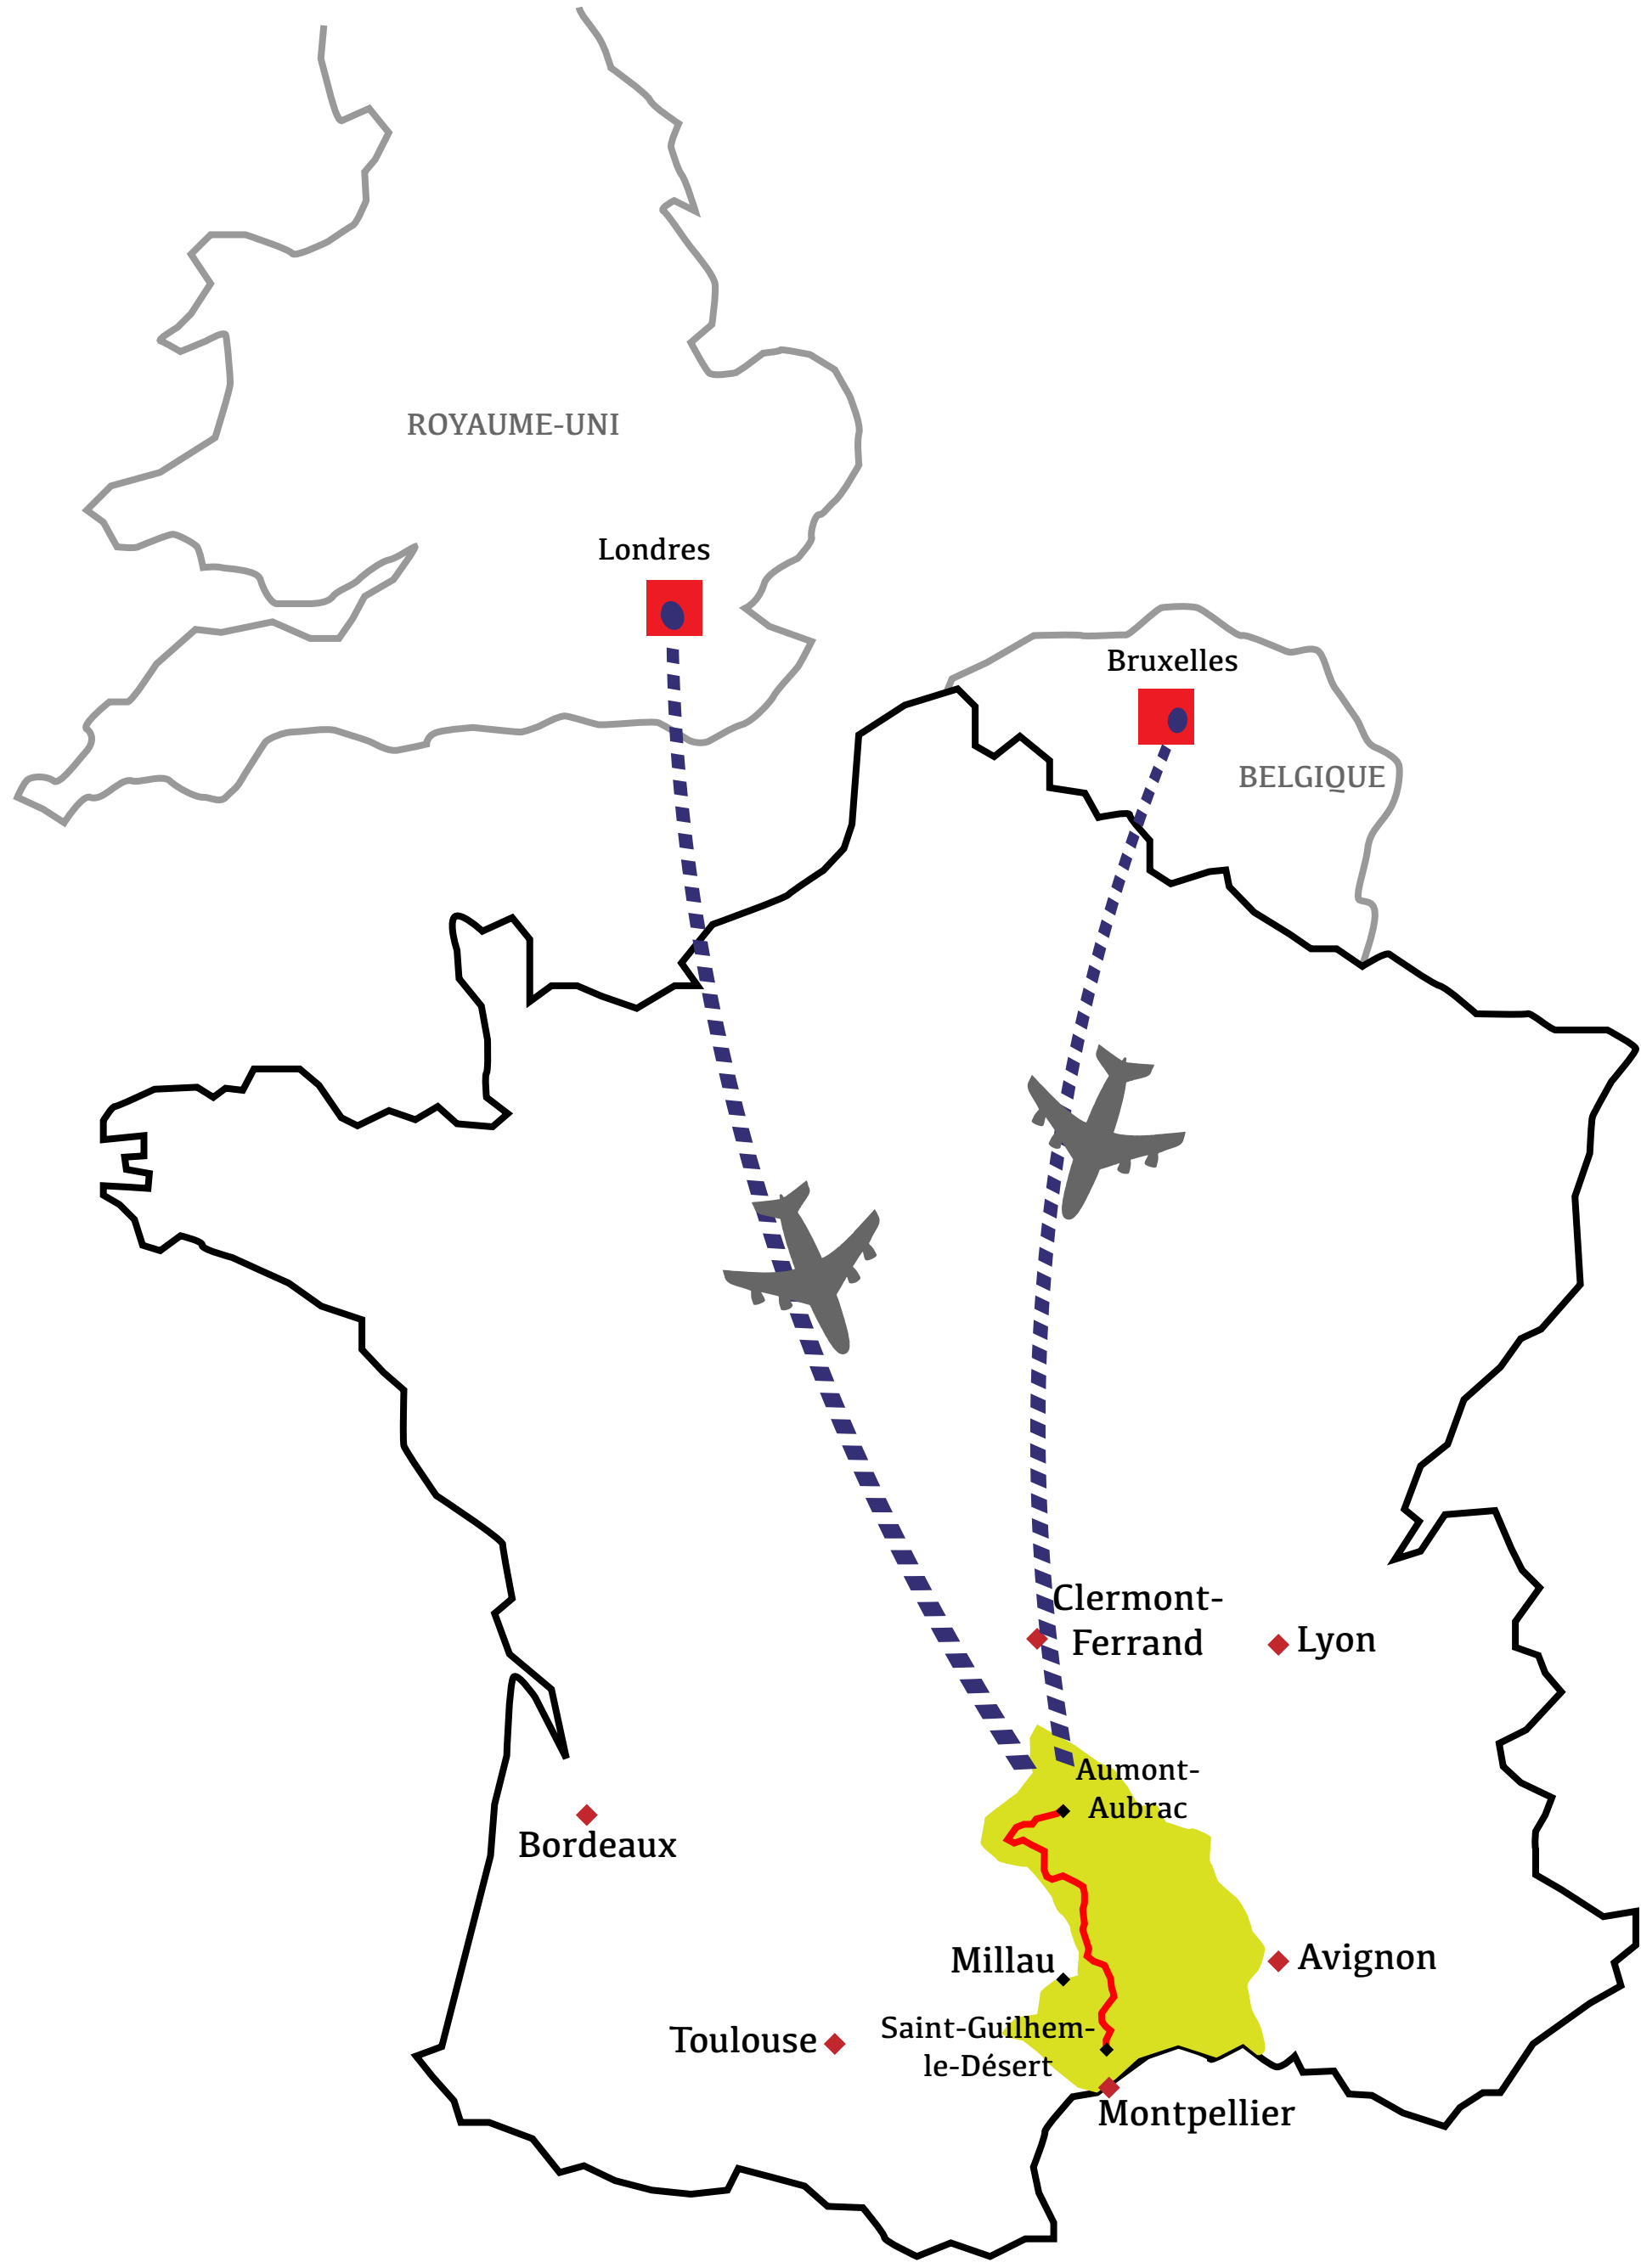 ROYAUME-UNI
Londres
Bruxelles
BELGIQUE
Clermont-
Ferrand
Lyon
Aumont-
Aubrac
Bordeaux
Millau
Avignon
Saint-Guilhem-
le-Désert
Toulouse
Montpellier